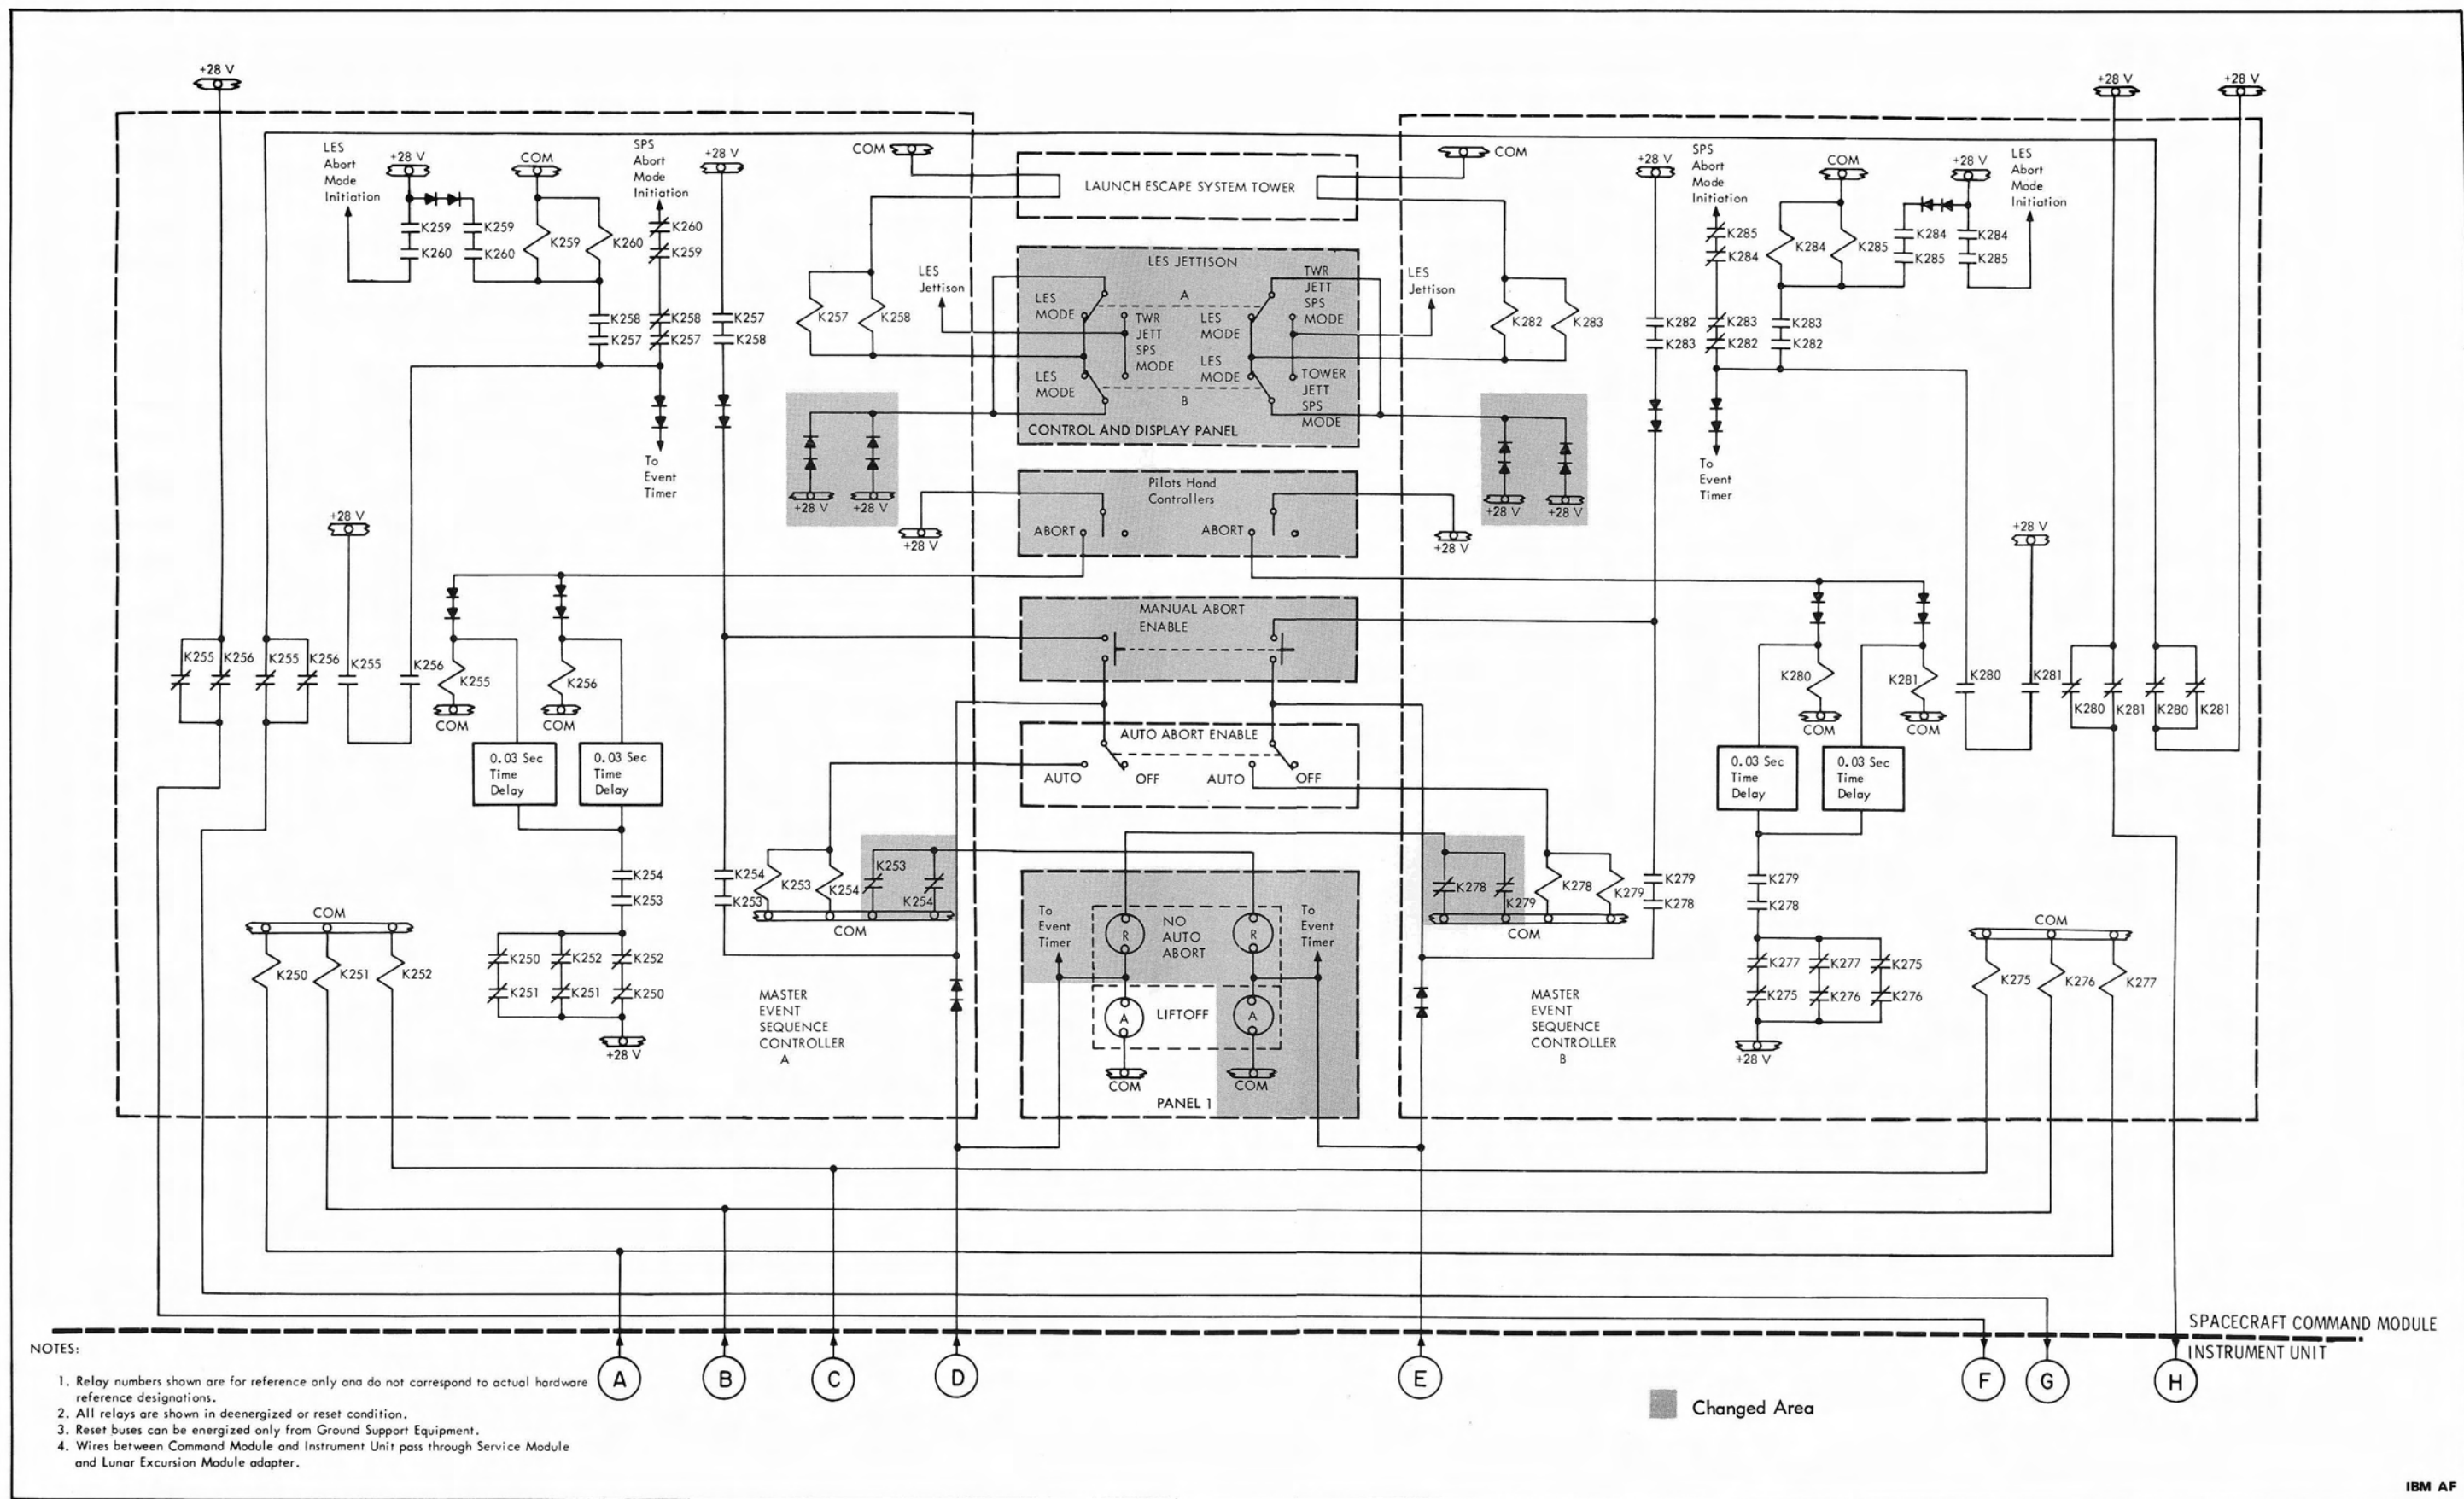 +28 V
+28 V
+28 V
LES
Abort
Mode
Initiation
+28 V
COM
SPS
Abort
Mode
Initiation
+28 V
COM
K259
K260
K259
K260
K259
K260
K260
K259
K258
K257
K258
K257
K257
K258
K257
K258
LES
Jettison
To
Event
Timer
+28 V
+28 V
+28 V
+28 V
LAUNCH ESCAPE SYSTEM TOWER
LES JETTISON
LES
MODE
A
TWR
JETT
SPS
MODE
TWR
JETT
SPS
MODE
LES
MODE
LES
MODE
LES
MODE
B
TOWER
JETT
SPS
MODE
CONTROL AND DISPLAY PANEL
Pilots Hand
Controllers
ABORT
ABORT
MANUAL ABORT
ENABLE
AUTO ABORT ENABLE
AUTO
OFF
AUTO
OFF
COM
+28 V
SPS
Abort
Mode
Initiation
COM
+28 V
LES
Abort
Mode
Initiation
K285
K284
K284
K285
K284
K285
K284
K285
LES
Jettison
K282
K283
K282
K283
K283
K282
K283
K282
+28 V
+28 V
+28 V
To
Event
Timer
+28 V
K255
K256
K255
K256
K255
K256
K255
K256
COM
COM
0.03 Sec
Time
Delay
0.03 Sec
Time
Delay
K254
K253
K254
K253
K253
K254
K253
K254
COM
COM
K250
K251
K252
K250
K252
K252
K251
K251
K250
+28 V
MASTER
EVENT
SEQUENCE
CONTROLLER
A
To
Event
Timer
NO
AUTO
ABORT
R
R
To
Event
Timer
A
LIFTOFF
A
COM
COM
PANEL 1
K278
K279
K278
K279
COM
K279
K278
MASTER
EVENT
SEQUENCE
CONTROLLER
B
K280
K281
COM
COM
K280
K281
K280
K281
K280
K281
0.03 Sec
Time
Delay
0.03 Sec
Time
Delay
K279
K278
K277
K277
K275
K275
K276
K276
+28 V
COM
K275
K276
K277
SPACECRAFT COMMAND MODULE
INSTRUMENT UNIT
A
B
C
D
E
F
G
H
NOTES:
1. Relay numbers shown are for reference only and do not correspond to actual hardware
reference designations.
2. All relays are shown in deenergized or reset condition.
3. Reset buses can be energized only from Ground Support Equipment.
4. Wires between Command Module and Instrument Unit pass through Service Module
and Lunar Excursion Module adapter.
Changed Area
IBM AF